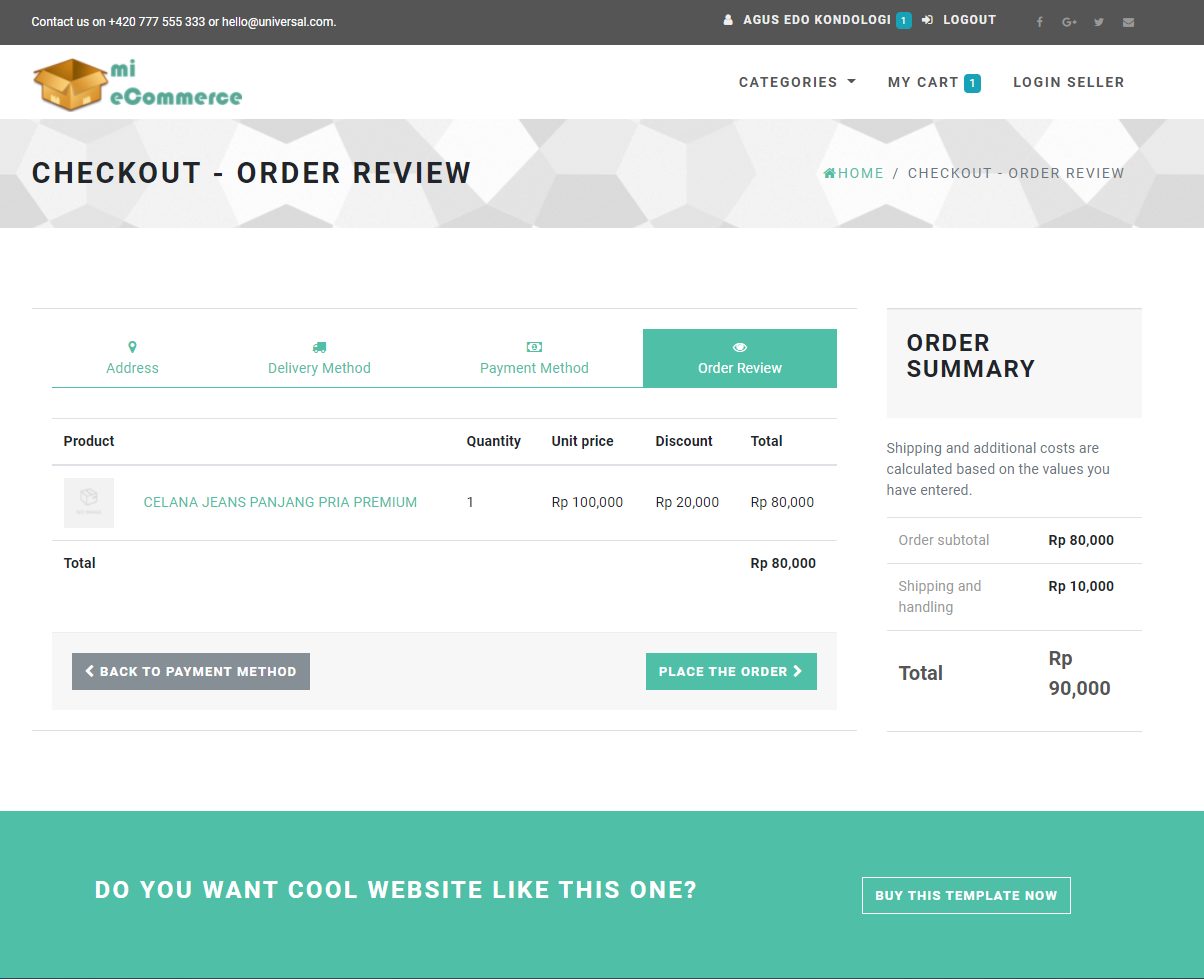 Contact us on +420 777 555 333 or hello@universal.com.
AGUS EDO KONDOLOGI 1 LOGOUT
mi
eCommerce
CATEGORIES MY CART 1 LOGIN SELLER
CHECKOUT - ORDER REVIEW
HOME / CHECKOUT - ORDER REVIEW
Address Delivery Method Payment Method Order Review
Product Quantity Unit price Discount Total
CELANA JEANS PANJANG PRIA PREMIUM 1 Rp 100,000 Rp 20,000 Rp 80,000
Total Rp 80,000
BACK TO PAYMENT METHOD PLACE THE ORDER
ORDER
SUMMARY
Shipping and additional costs are
calculated based on the values you
have entered.
Order subtotal Rp 80,000
Shipping and Rp 10,000
handling
Total Rp
90,000
DO YOU WANT COOL WEBSITE LIKE THIS ONE?
BUY THIS TEMPLATE NOW